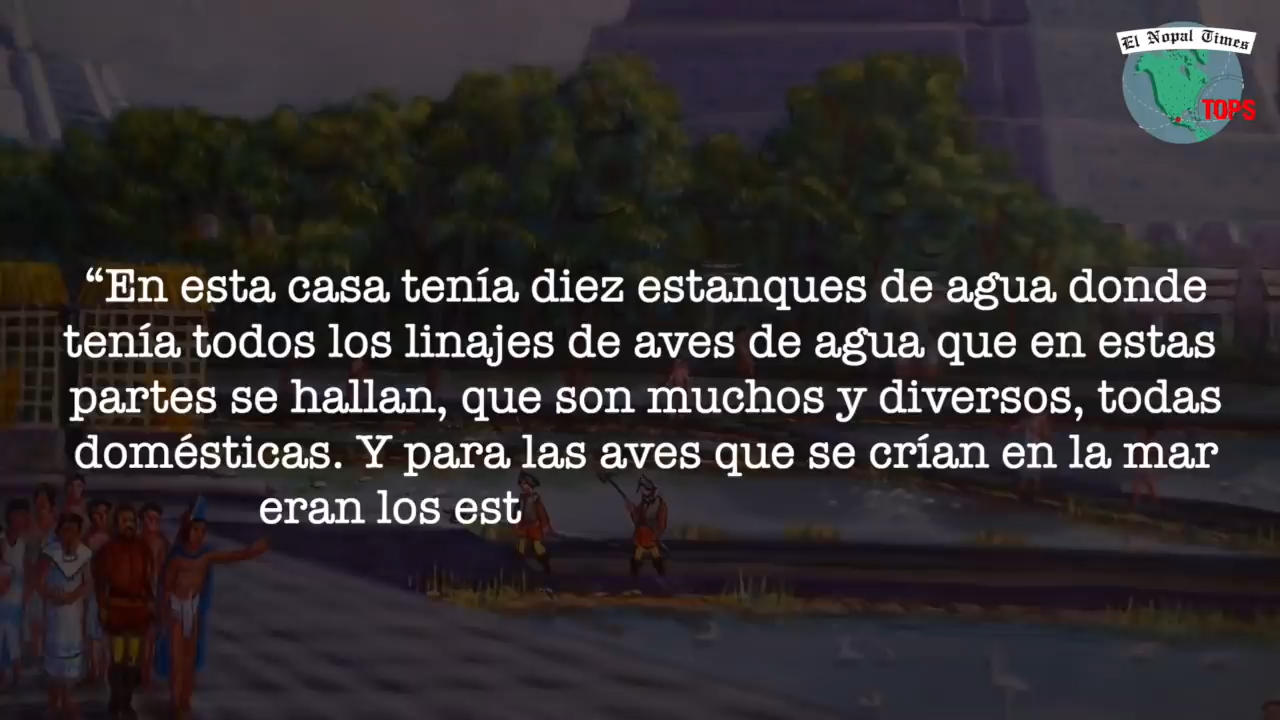 El Nopal Times
TOPS
“En esta casa tenía diez estanques de agua donde
tenía todos los linajes de aves de agua que en estas
partes se hallan, que son muchos y diversos, todas
domésticas. Y para las aves que se crían en la mar
eran los est